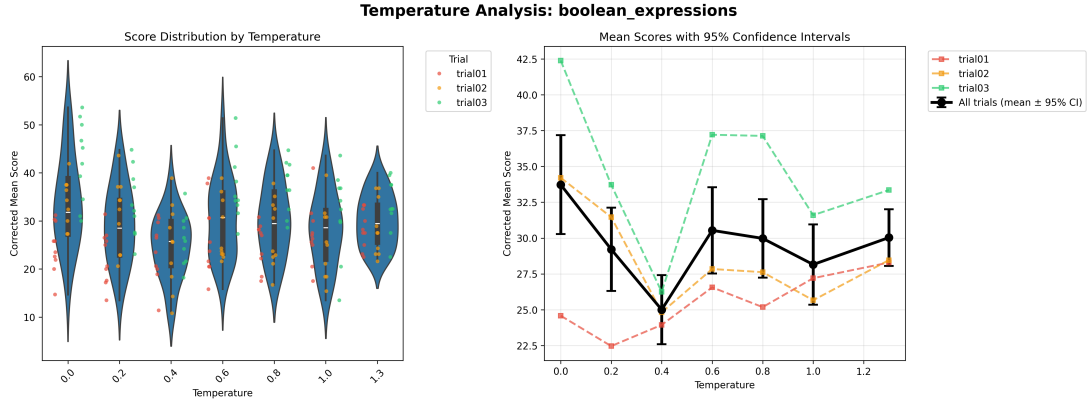 Temperature Analysis: boolean_expressions
Score Distribution by Temperature
Corrected Mean Score
60
50
40
30
20
10
0.0
0.2
0.4
0.6
0.8
1.0
1.3
Temperature
Trial
trial01
trial02
trial03
Mean Scores with 95% Confidence Intervals
Corrected Mean Score
42.5
40.0
37.5
35.0
32.5
30.0
27.5
25.0
22.5
0.0
0.2
0.4
0.6
0.8
1.0
1.2
Temperature
trial01
trial02
trial03
All trials (mean ± 95% CI)